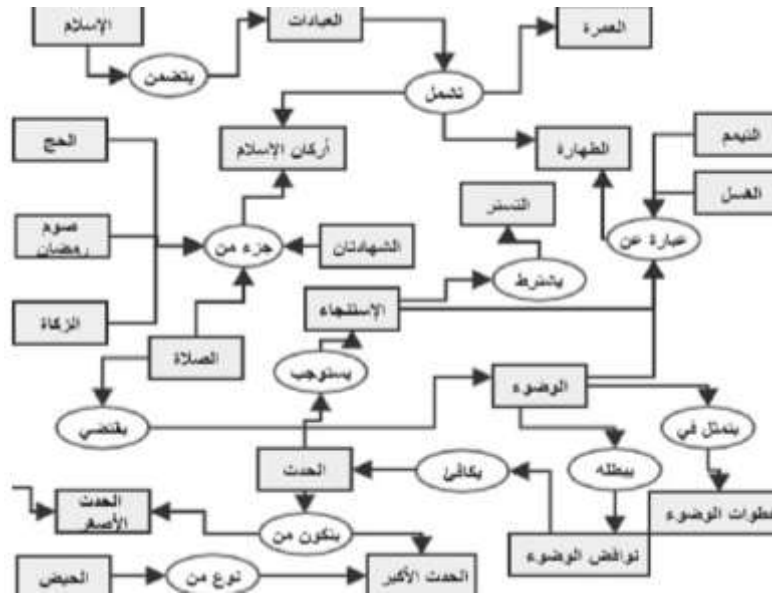 الإسلام
العبادات
العمرة
يتضمن
تشمل
الحج
أركان الإسلام
الطهارة
التيمم
الغسل
التستر
صوم
رمضان
جزء من
الشهادتان
عبارة عن
يشترط
الزكاة
الإستنجاء
الصلاة
يستوجب
الوضوء
يقتضي
يتمثل في
الحدث
يكافئ
يبطله
الحدث
الأصغر
يتكون من
خطوات الوضوء
نواقض الوضوء
الحيض
نوع من
الحدث الأكبر